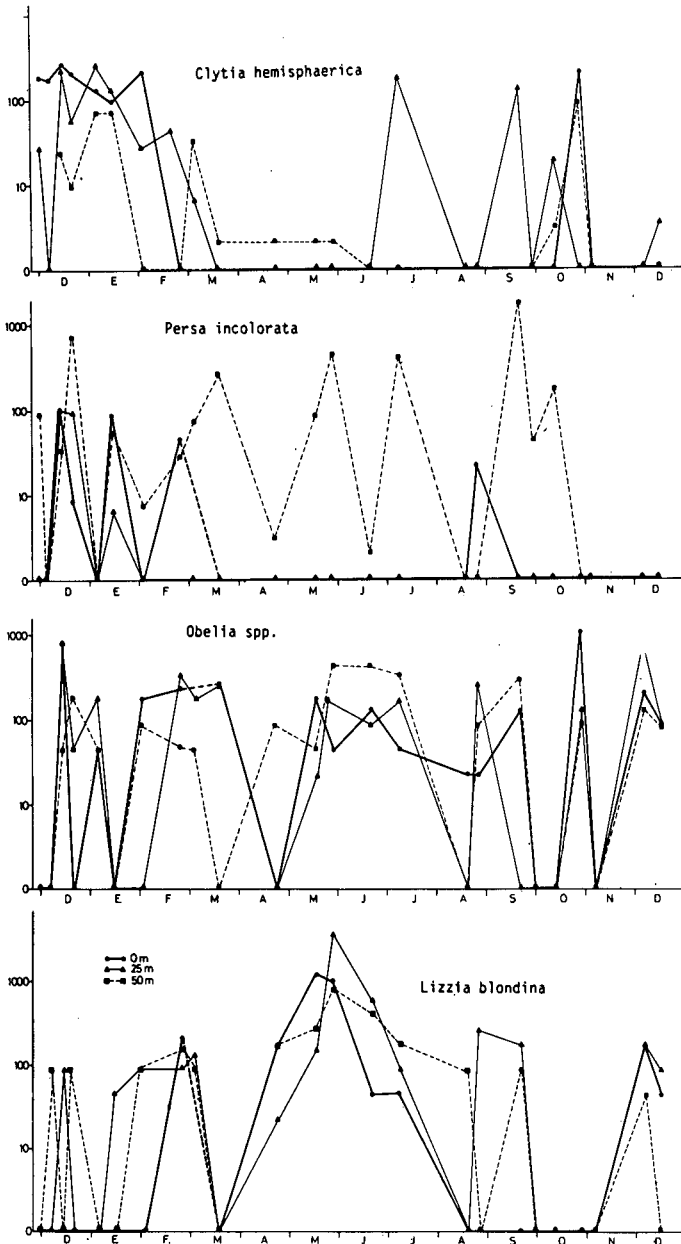 Clytia hemisphaerica
100
10
0
D E F M A M J J A S O N D
Persa incolorata
1000
100
10
0
D E F M A M J J A S O N D
Obelia spp.
1000
100
10
0
D E F M A M J J A S O N D
0m
25m
50m
Lizzia blondina
1000
100
10
0
D E F M A M J J A S O N D